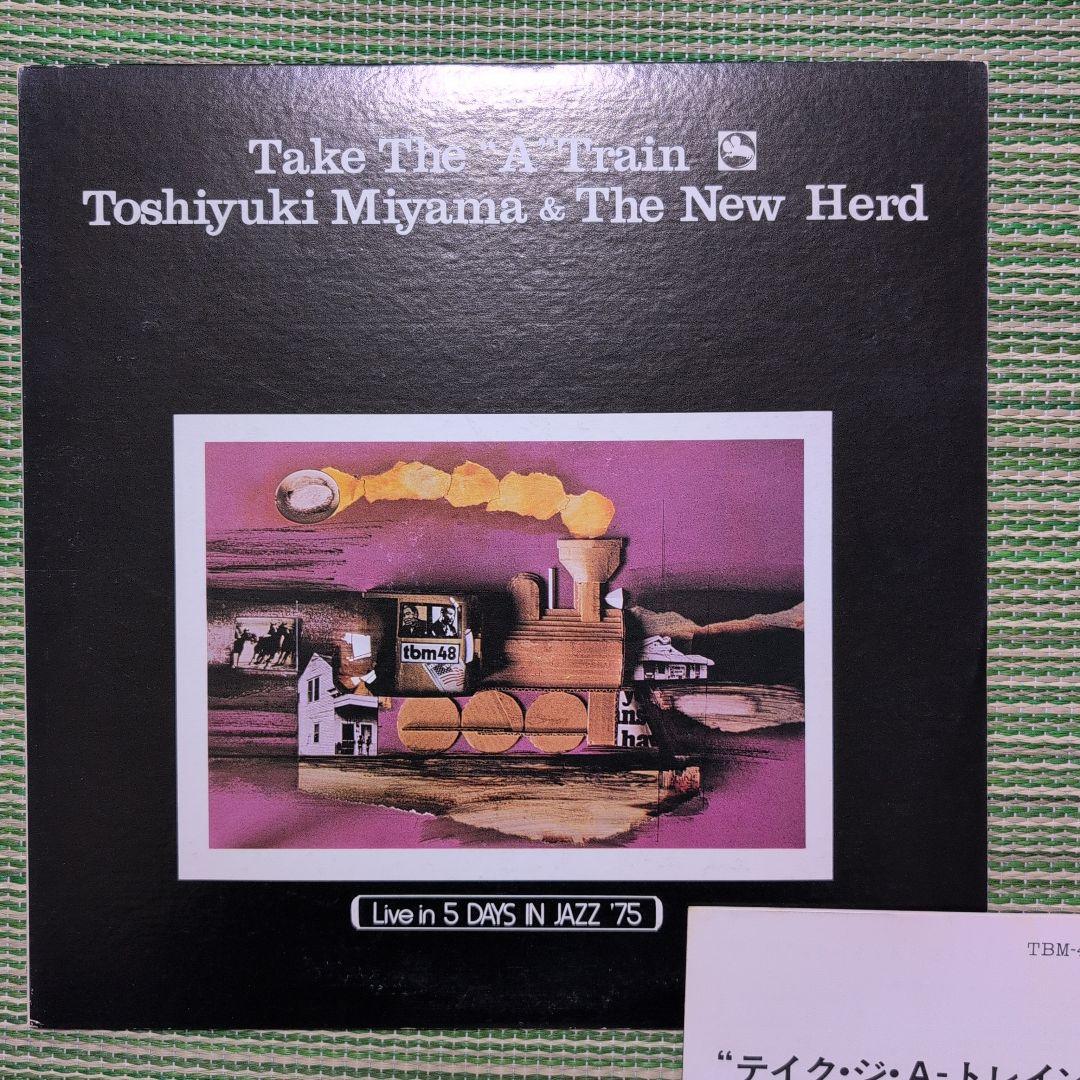 Take The "A" Train
Toshiyuki Miyama & The New Herd
tbm48
Live in 5 DAYS IN JAZZ '75
TBM-4
“テイク・ジ・A-トレイン